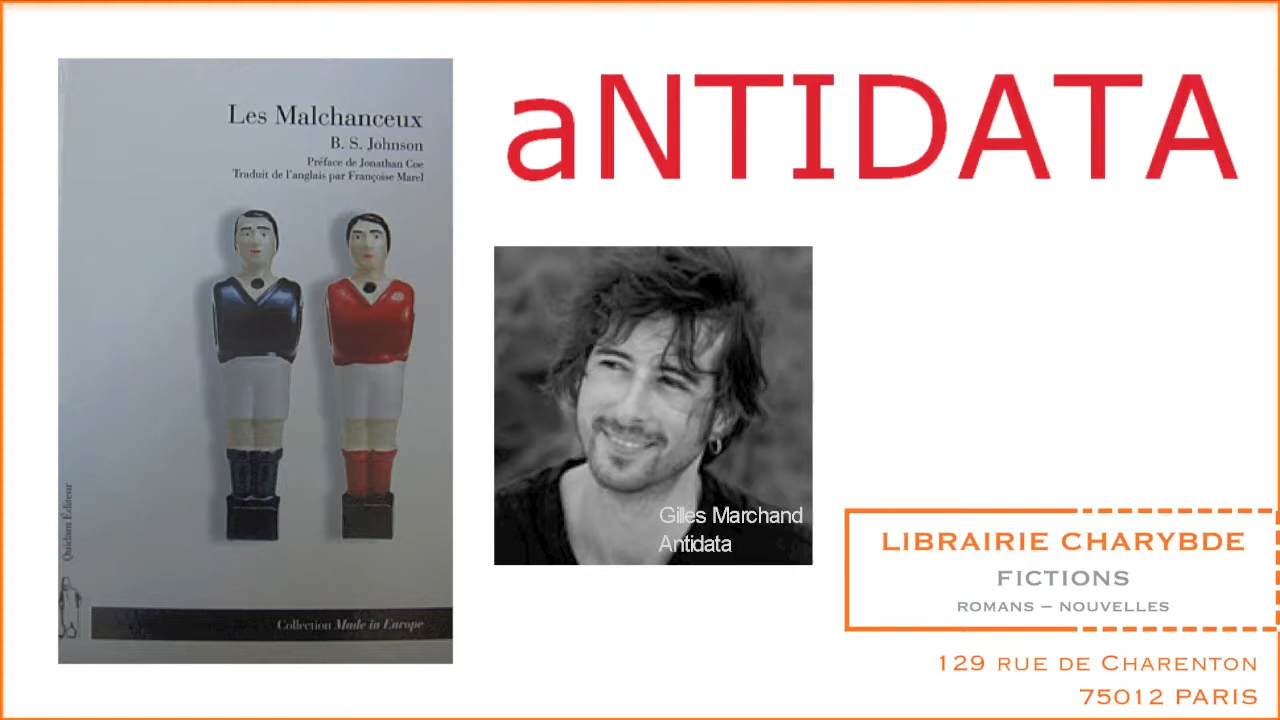 Les Malchanceux
B. S. Johnson
Préface de Jonathan Coe
Traduit de l'anglais par Françoise Marel
Quidam Éditeur
Collection Made in Europe
aNTIDATA
Gilles Marchand
Antidata
LIBRAIRIE CHARYBDE
FICTIONS
ROMANS – NOUVELLES
129 RUE DE CHARENTON
75012 PARIS